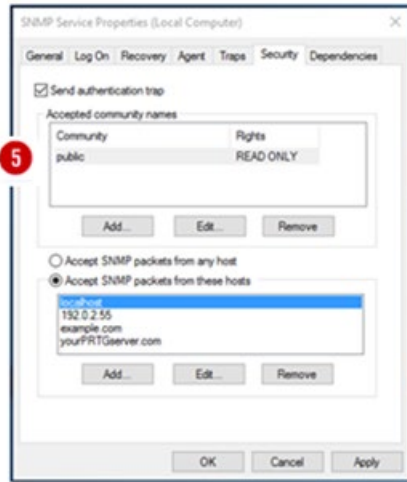 SNMP Service Properties (Local Computer)
General Log On Recovery Agent Traps Security Dependencies
Send authentication trap
Accepted community names
Community Rights
5
public READ ONLY
Add... Edit... Remove
Accept SNMP packets from any host
Accept SNMP packets from these hosts
localhost
192.0.2.55
example.com
yourPRTGserver.com
Add... Edit... Remove
OK Cancel Apply